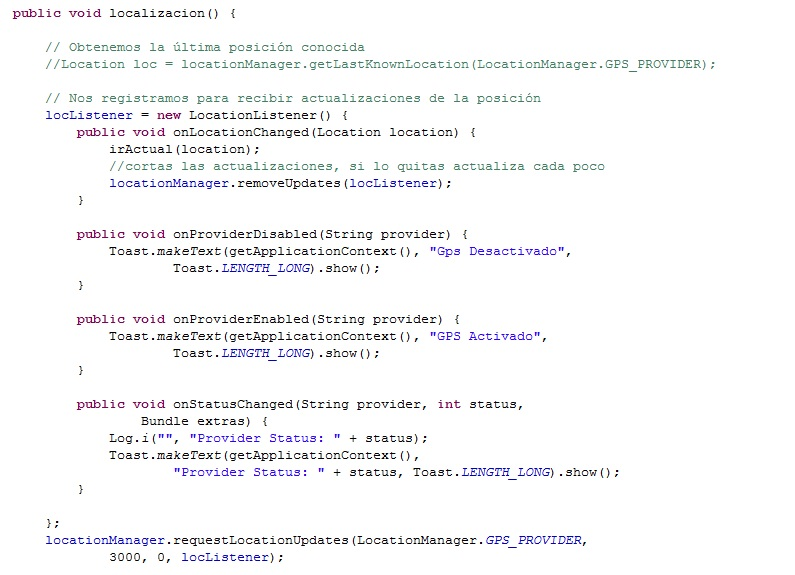 public void localizacion() {
// Obtenemos la última posición conocida
//Location loc = locationManager.getLastKnownLocation(LocationManager.GPS_PROVIDER);
// Nos registramos para recibir actualizaciones de la posición
locListener = new LocationListener() {
public void onLocationChanged(Location location) {
irActual(location);
//cortas las actualizaciones, si lo quitas actualiza cada poco
locationManager.removeUpdates(locListener);
}
public void onProviderDisabled(String provider) {
Toast.makeText(getApplicationContext(), "Gps Desactivado",
Toast.LENGTH_LONG).show();
}
public void onProviderEnabled(String provider) {
Toast.makeText(getApplicationContext(), "GPS Activado",
Toast.LENGTH_LONG).show();
}
public void onStatusChanged(String provider, int status,
Bundle extras) {
Log.i("", "Provider Status: " + status);
Toast.makeText(getApplicationContext(),
"Provider Status: " + status, Toast.LENGTH_LONG).show();
}
};
locationManager.requestLocationUpdates(LocationManager.GPS_PROVIDER,
3000, 0, locListener);